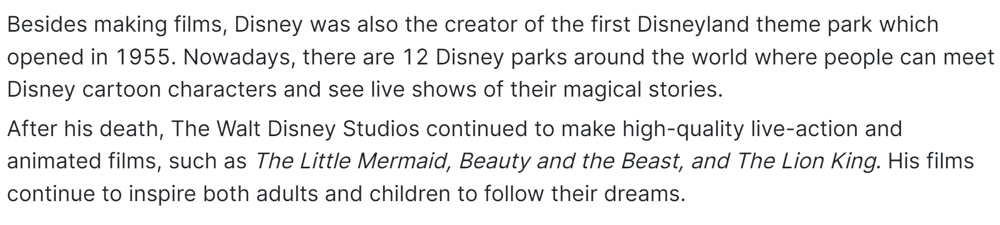 Besides making films, Disney was also the creator of the first Disneyland theme park which
opened in 1955. Nowadays, there are 12 Disney parks around the world where people can meet
Disney cartoon characters and see live shows of their magical stories.
After his death, The Walt Disney Studios continued to make high-quality live-action and
animated films, such as The Little Mermaid, Beauty and the Beast, and The Lion King. His films
continue to inspire both adults and children to follow their dreams.